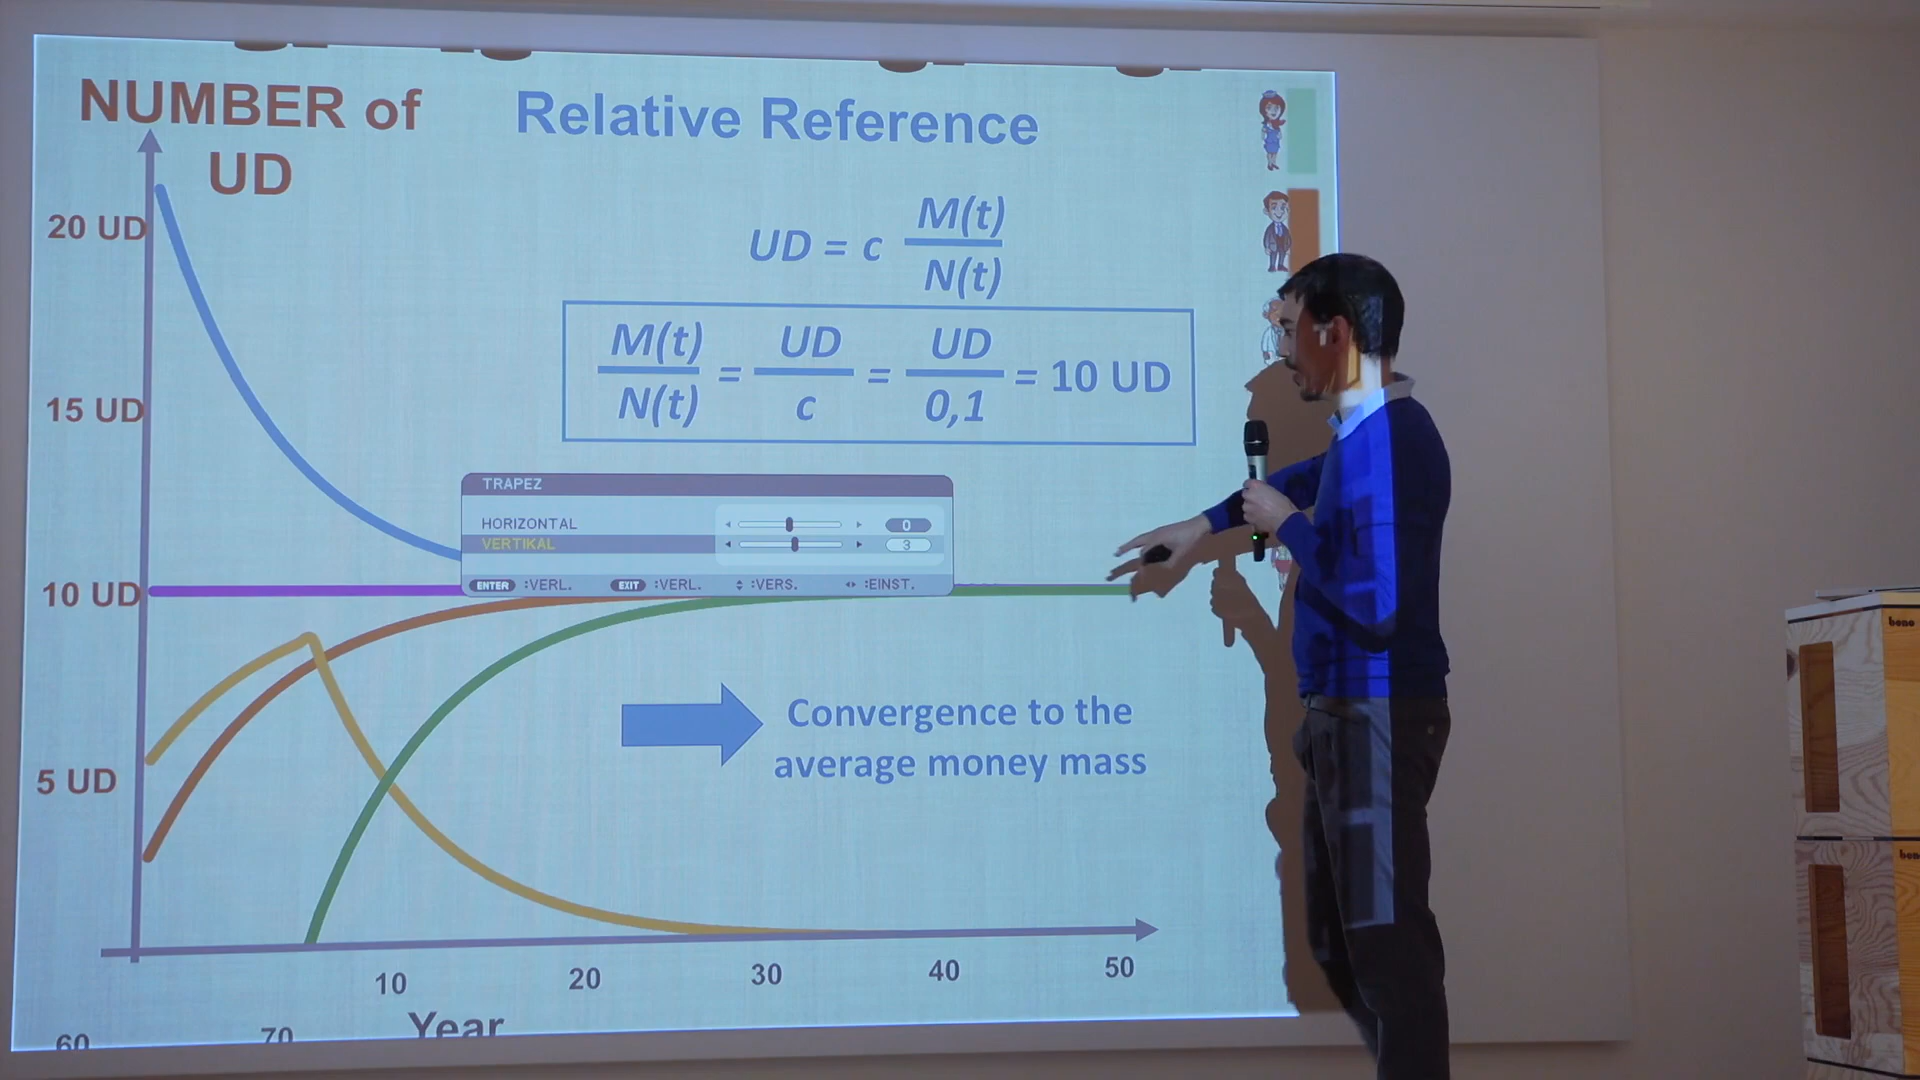 NUMBER of
UD
Relative Reference
20 UD
15 UD
10 UD
5 UD
UD = c M(t)
N(t)
M(t)
N(t)
=
UD
c
=
UD
0,1
= 10 UD
TRAPEZ
HORIZONTAL 0
VERTIKAL 3
ENTER :VERL. EXIT :VERL. :VERS. :EINST.
Convergence to the
average money mass
10 20 30 40 50
Year
60 70
beno